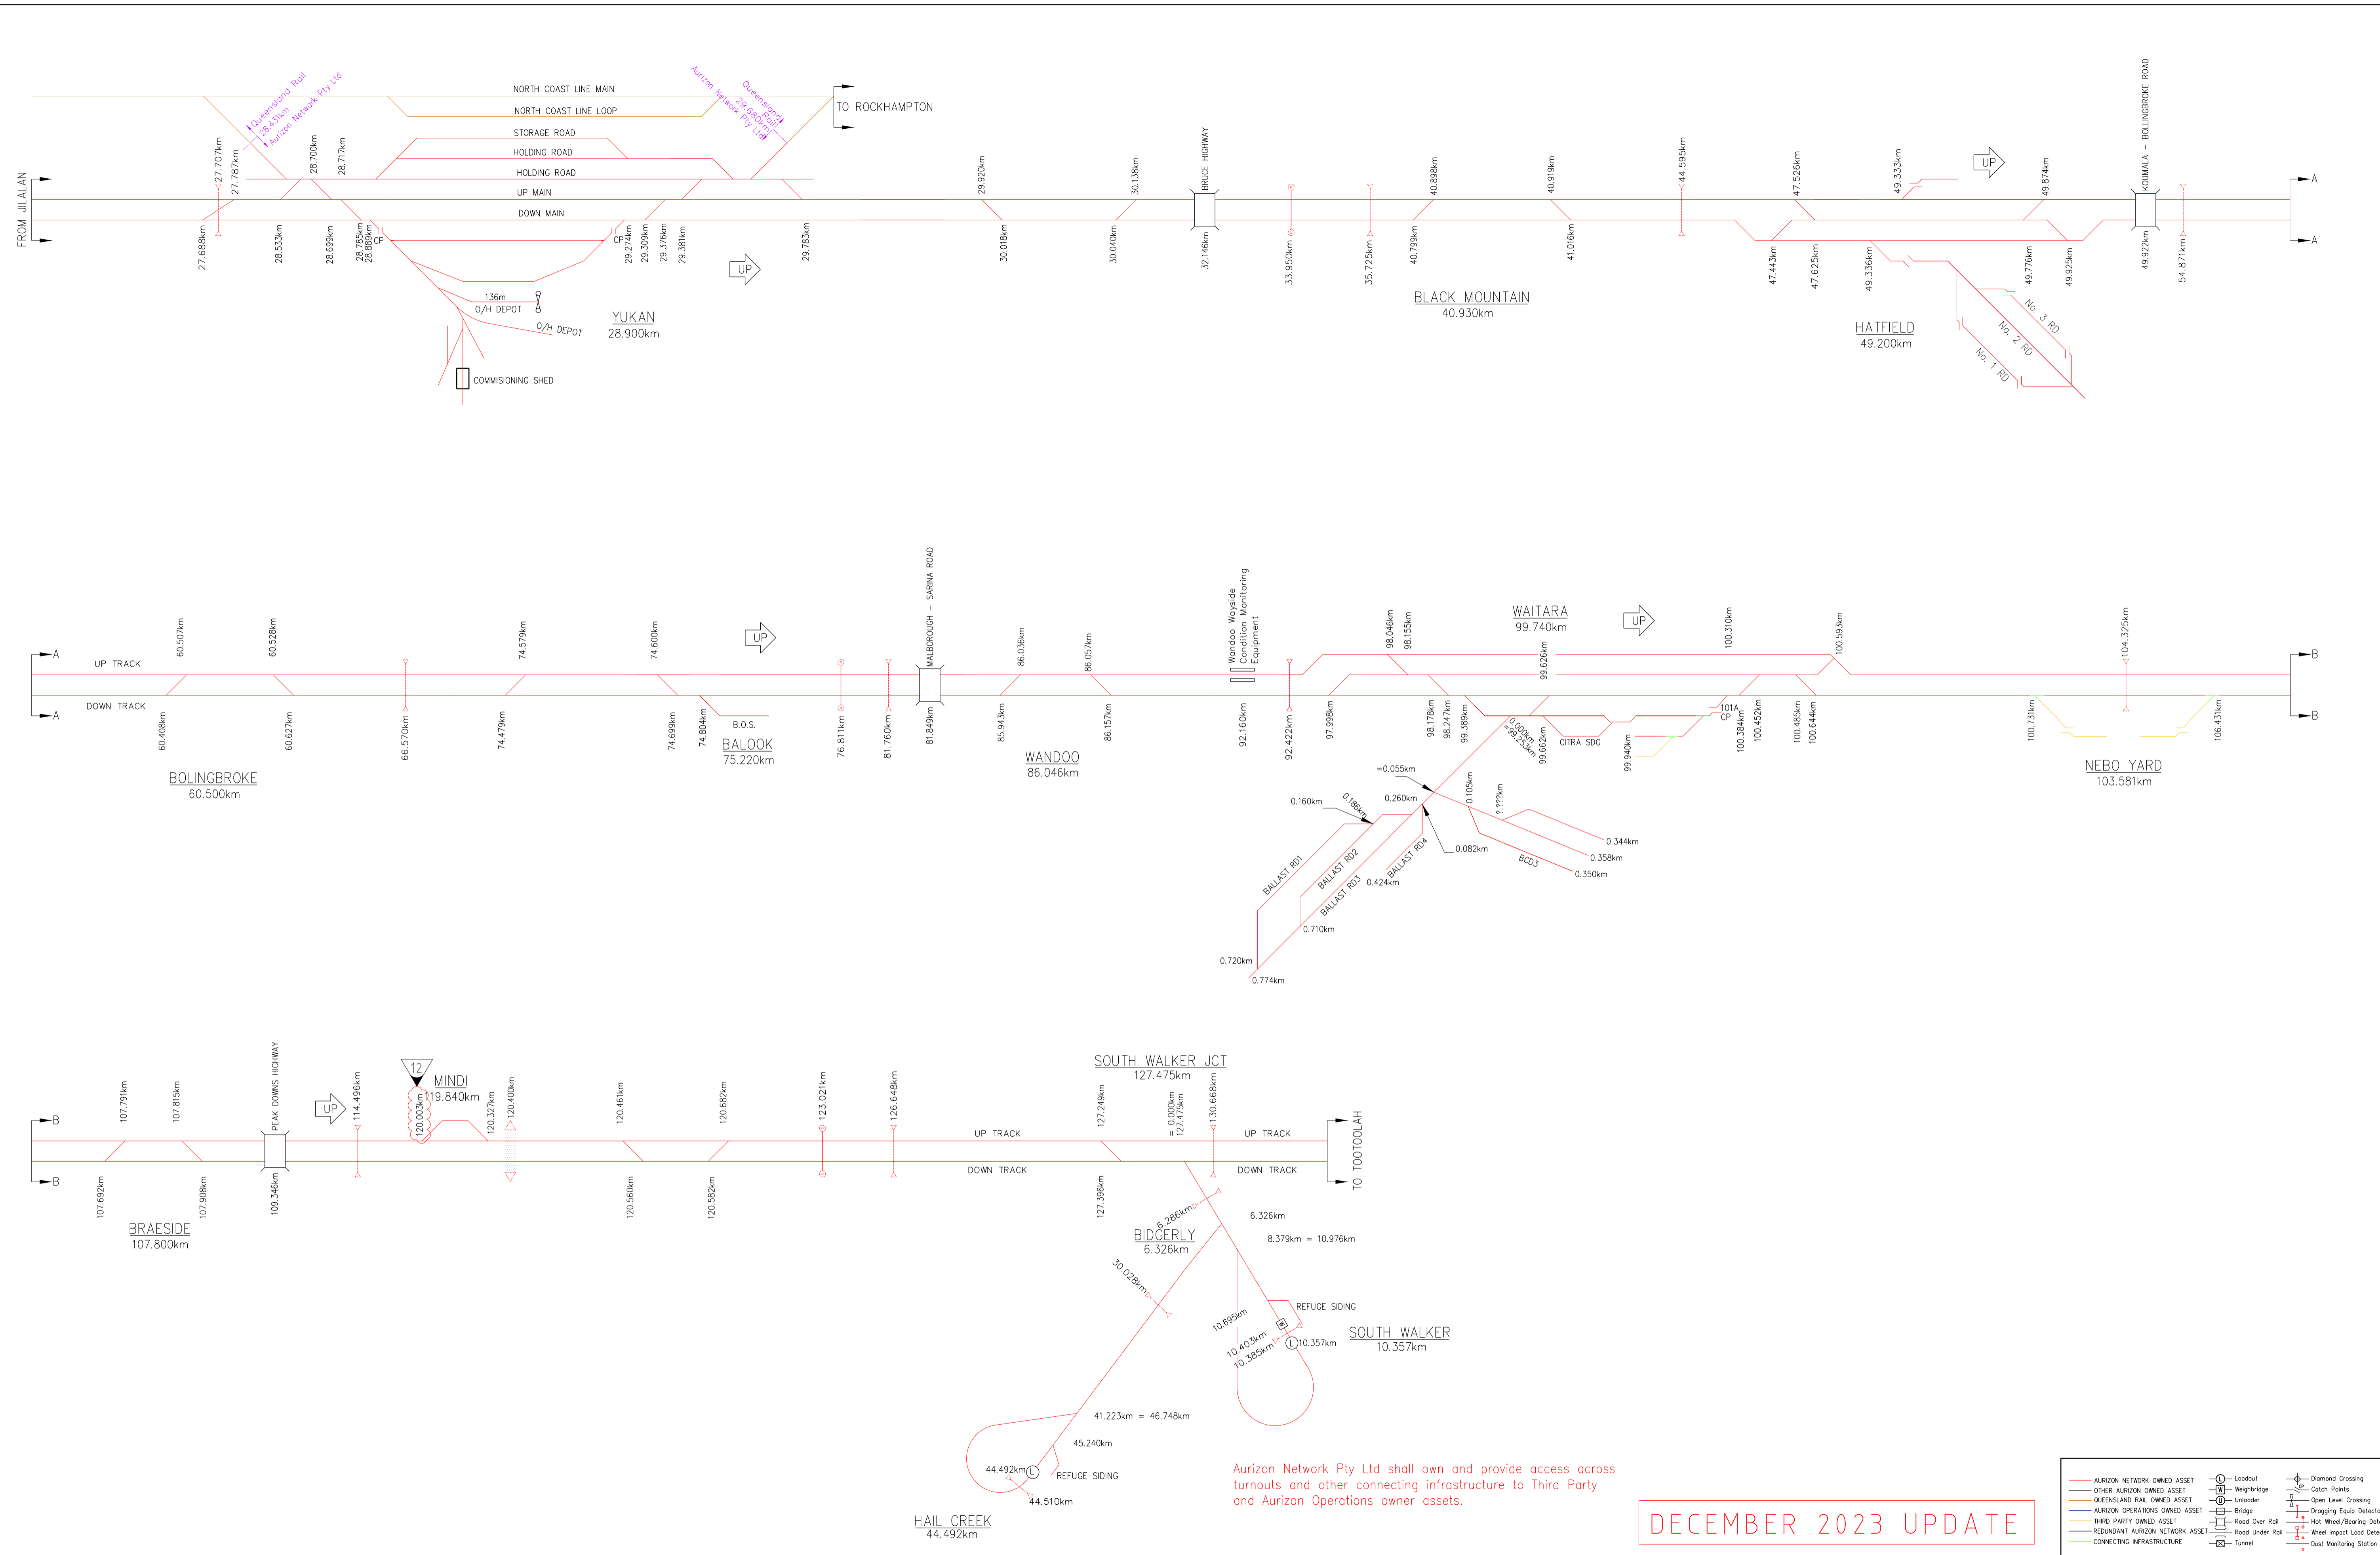 Queensland Rail
28.431km
Aurizon Network Pty Ltd
Queensland
Rail
29.680km
Aurizon Network Pty Ltd
NORTH COAST LINE MAIN
NORTH COAST LINE LOOP
TO ROCKHAMPTON
STORAGE ROAD
HOLDING ROAD
HOLDING ROAD
UP MAIN
DOWN MAIN
FROM JILALAN
27.707km
27.787km
28.700km
28.717km
29.920km
30.138km
BRUCE HIGHWAY
40.898km
40.919km
44.595km
47.526km
49.333km
UP
49.874km
KOUMALA - BOLLINGBROKE ROAD
A
A
27.688km
28.533km
28.699km
28.785km
28.889km
CP
CP
29.274km
29.309km
29.376km
29.381km
UP
29.783km
30.018km
30.040km
32.146km
33.950km
35.725km
40.799km
41.016km
47.443km
47.625km
49.336km
49.776km
49.925km
49.922km
54.871km
136m
O/H DEPOT
O/H DEPOT
YUKAN
28.900km
COMMISIONING SHED
BLACK MOUNTAIN
40.930km
HATFIELD
49.200km
No. 3 RD
No. 2 RD
No. 1 RD
A
A
UP TRACK
DOWN TRACK
60.507km
60.528km
74.579km
74.600km
UP
MALBOROUGH - SARINA ROAD
86.036km
86.057km
Wandoo Wayside
Condition Monitoring
Equipment
98.046km
98.155km
WAITARA
99.740km
99.626km
UP
100.310km
100.593km
104.325km
B
B
60.408km
60.627km
66.570km
74.479km
74.699km
74.804km
B.O.S.
BALOOK
75.220km
76.811km
81.760km
81.849km
85.943km
86.157km
92.160km
92.422km
97.998km
98.178km
98.247km
99.389km
0.000km
=99.253km
99.662km
CITRA SDG
99.940km
101A
CP
100.384km
100.452km
100.485km
100.644km
100.731km
106.431km
BOLINGBROKE
60.500km
WANDOO
86.046km
NEBO YARD
103.581km
=0.055km
0.160km
0.186km
0.260km
0.105km
?.???km
0.344km
0.358km
0.350km
BCD3
0.082km
BALLAST RD1
BALLAST RD2
BALLAST RD3
BALLAST RD4
0.424km
0.710km
0.720km
0.774km
B
B
107.791km
107.815km
PEAK DOWNS HIGHWAY
UP
114.496km
12
MINDI
119.840km
120.003km
120.327km
120.400km
120.461km
120.682km
123.021km
126.648km
UP TRACK
DOWN TRACK
SOUTH WALKER JCT
127.475km
127.249km
= 0.000km
127.475km
130.668km
UP TRACK
DOWN TRACK
TO TOOTOOLAH
107.692km
107.908km
109.346km
120.560km
120.582km
127.396km
BRAESIDE
107.800km
6.286km
6.326km
BIDGERLY
6.326km
8.379km = 10.976km
30.028km
REFUGE SIDING
10.695km
10.403km
10.385km
W
L
10.357km
SOUTH WALKER
10.357km
41.223km = 46.748km
45.240km
44.492km
L
REFUGE SIDING
44.510km
HAIL CREEK
44.492km
Aurizon Network Pty Ltd shall own and provide access across
turnouts and other connecting infrastructure to Third Party
and Aurizon Operations owner assets.
DECEMBER 2023 UPDATE
AURIZON NETWORK OWNED ASSET
OTHER AURIZON OWNED ASSET
QUEENSLAND RAIL OWNED ASSET
AURIZON OPERATIONS OWNED ASSET
THIRD PARTY OWNED ASSET
REDUNDANT AURIZON NETWORK ASSET
CONNECTING INFRASTRUCTURE
L Loadout
W Weighbridge
U Unloader
Bridge
Road Over Rail
Road Under Rail
Tunnel
Diamond Crossing
CP Catch Points
Open Level Crossing
Dragging Equip Detecto
Hot Wheel/Bearing Det
Wheel Impact Load Dete
Dust Monitoring Station